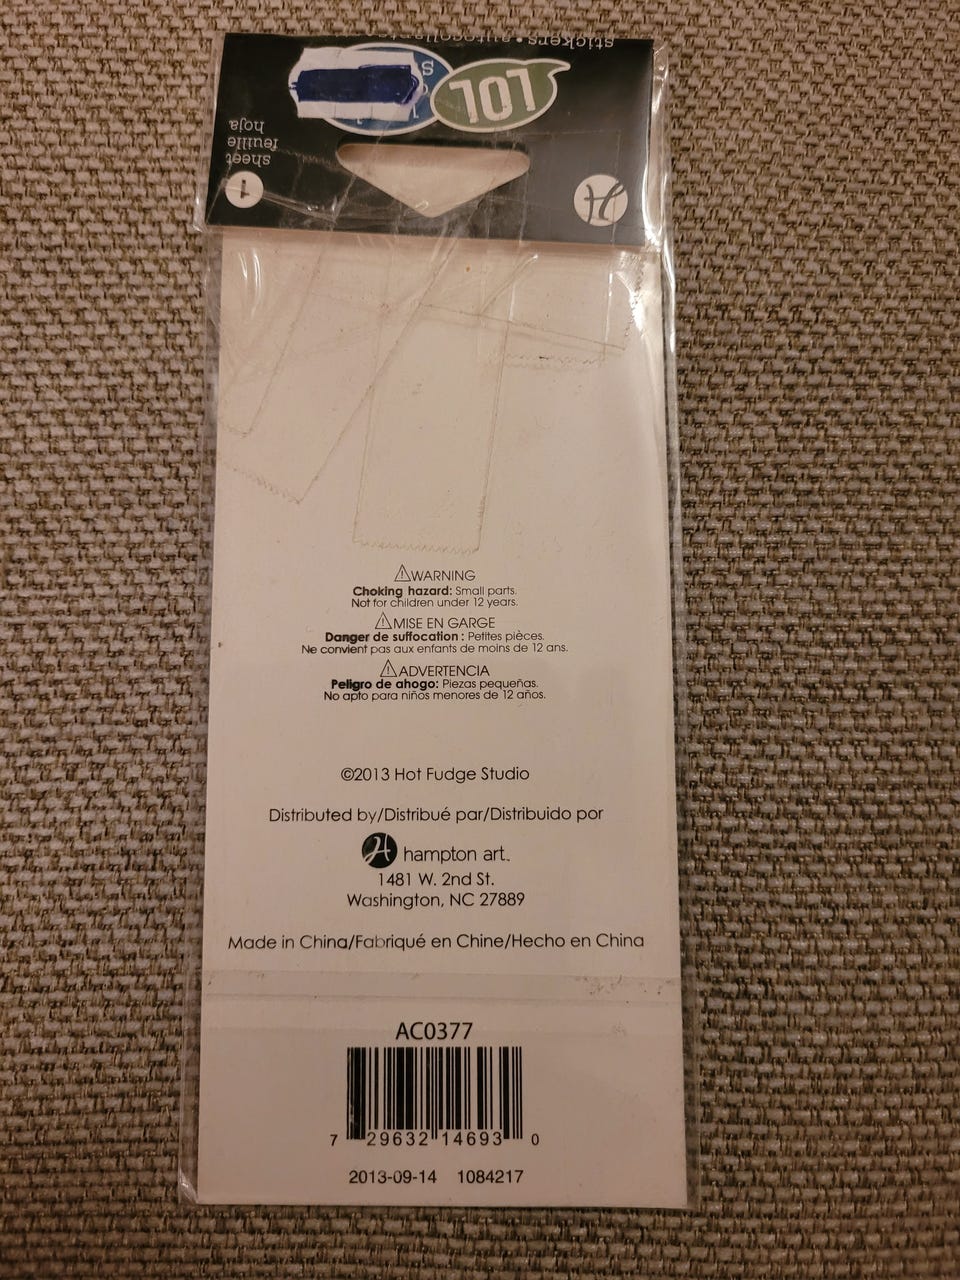 stickers • autocollants
LOL
sheet
feuille
hoja
1
H
⚠WARNING
Choking hazard: Small parts.
Not for children under 12 years.
⚠MISE EN GARGE
Danger de suffocation : Petites pièces.
Ne convient pas aux enfants de moins de 12 ans.
⚠ADVERTENCIA
Peligro de ahogo: Piezas pequeñas.
No apto para niños menores de 12 años.
©2013 Hot Fudge Studio
Distributed by/Distribué par/Distribuido por
H hampton art™
1481 W. 2nd St.
Washington, NC 27889
Made in China/Fabriqué en Chine/Hecho en China
AC0377
7 29632 14693 0
2013-09-14 1084217